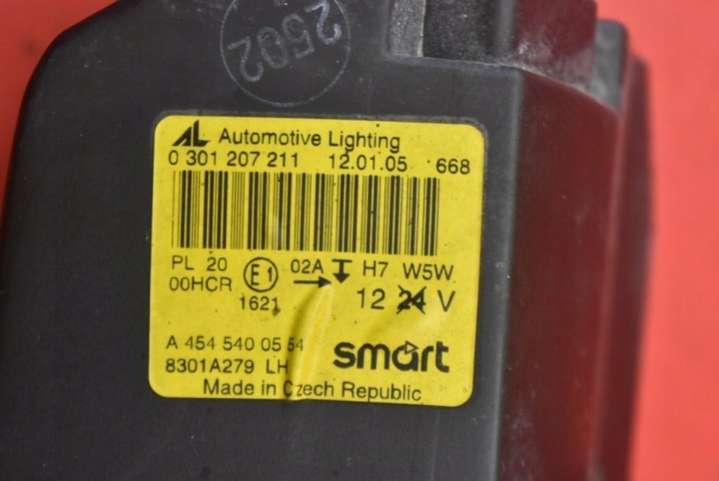 2502
AL Automotive Lighting
0 301 207 211 12.01.05 668
PL 20 E1 02A H7 W5W
00HCR 1621 12 24 V
A 454 540 05 54
8301A279 LH smart
Made in Czech Republic